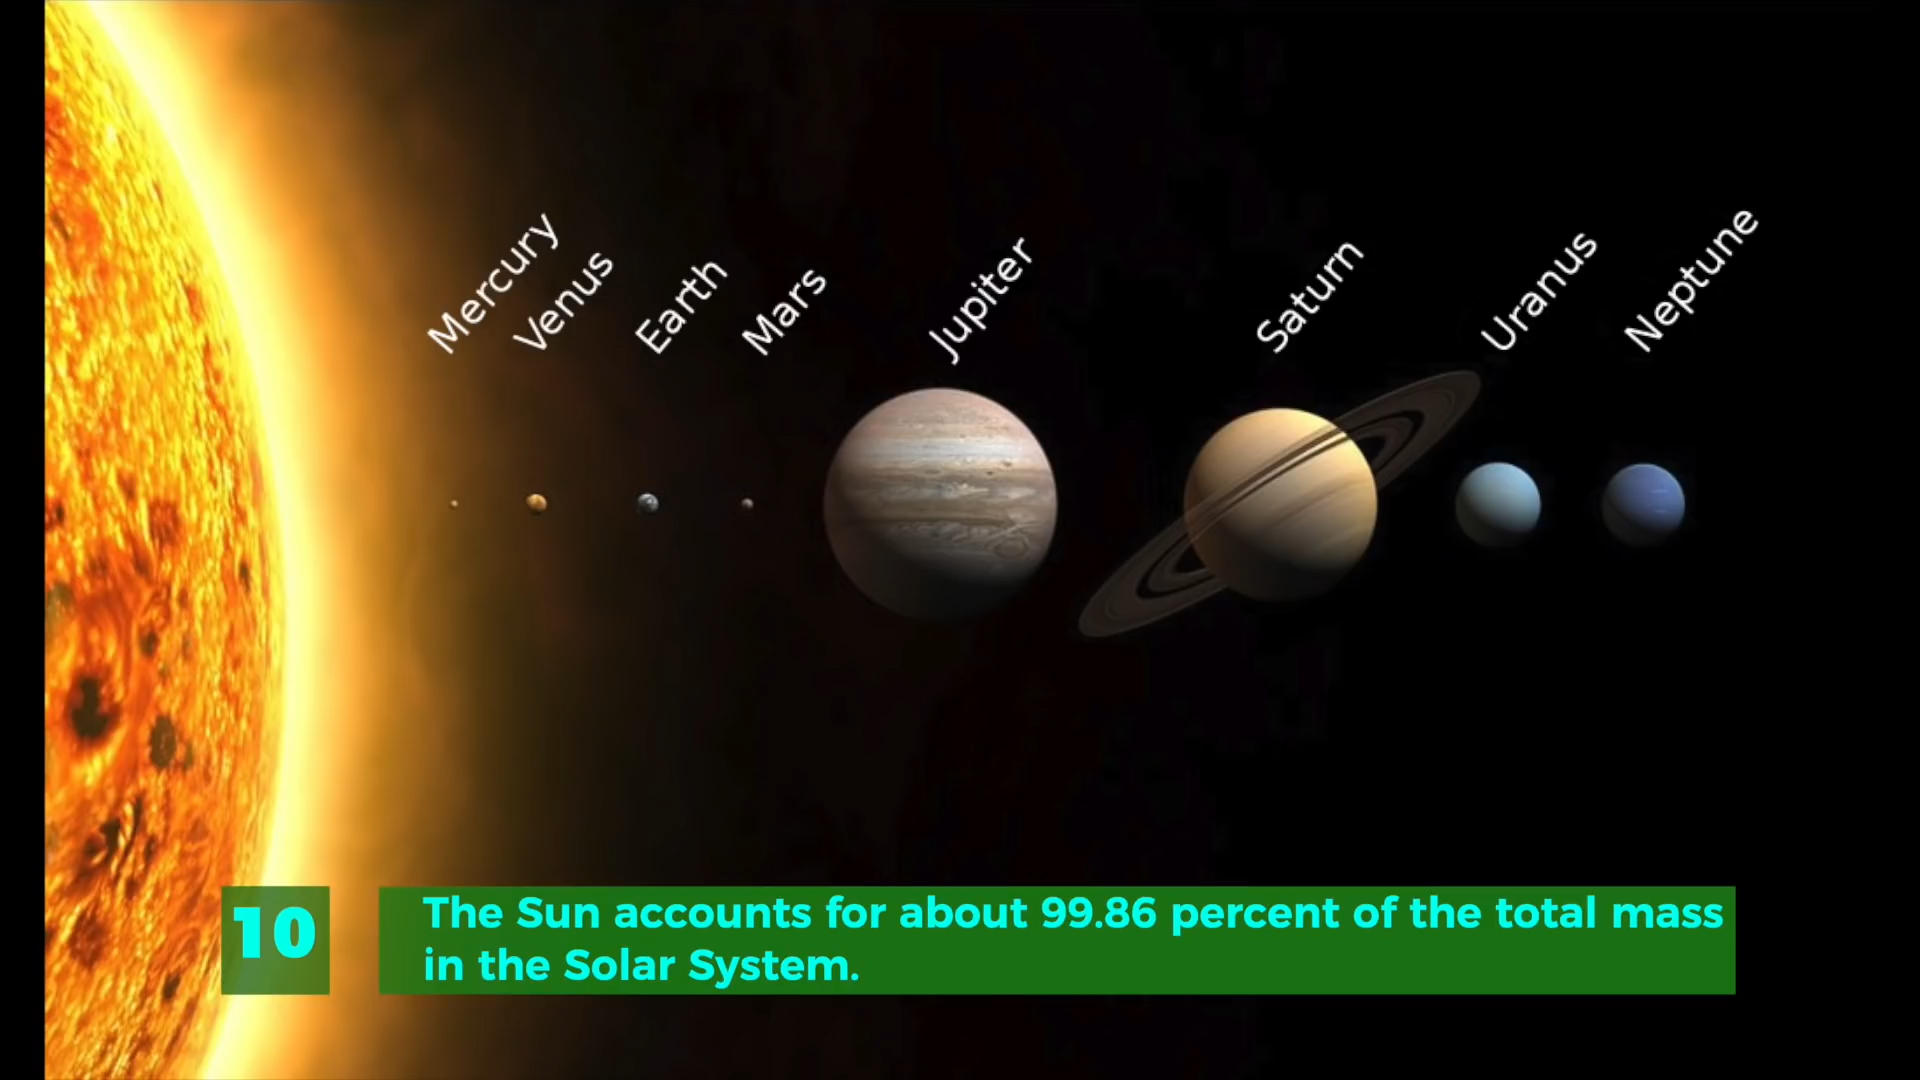 Mercury
Venus
Earth
Mars
Jupiter
Saturn
Uranus
Neptune
10
The Sun accounts for about 99.86 percent of the total mass
in the Solar System.